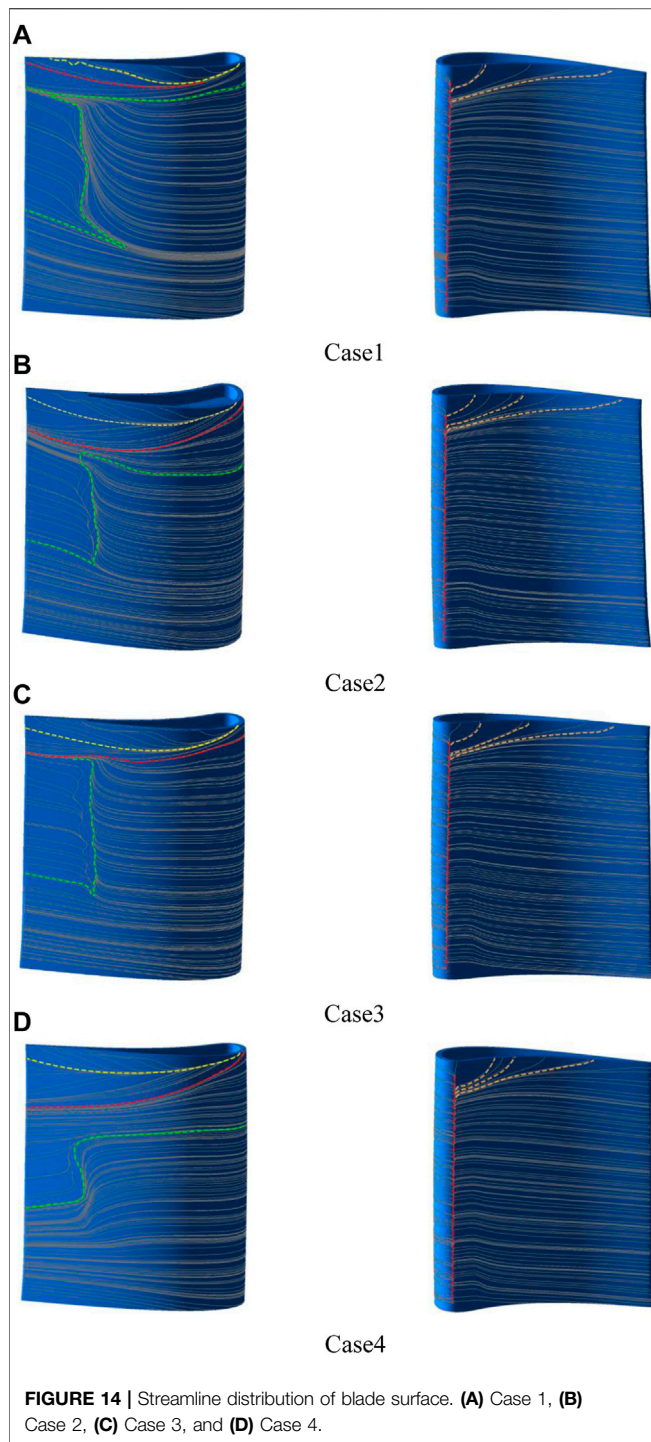 A
Case1
B
Case2
C
Case3
D
Case4
FIGURE 14 | Streamline distribution of blade surface. (A) Case 1, (B)
Case 2, (C) Case 3, and (D) Case 4.